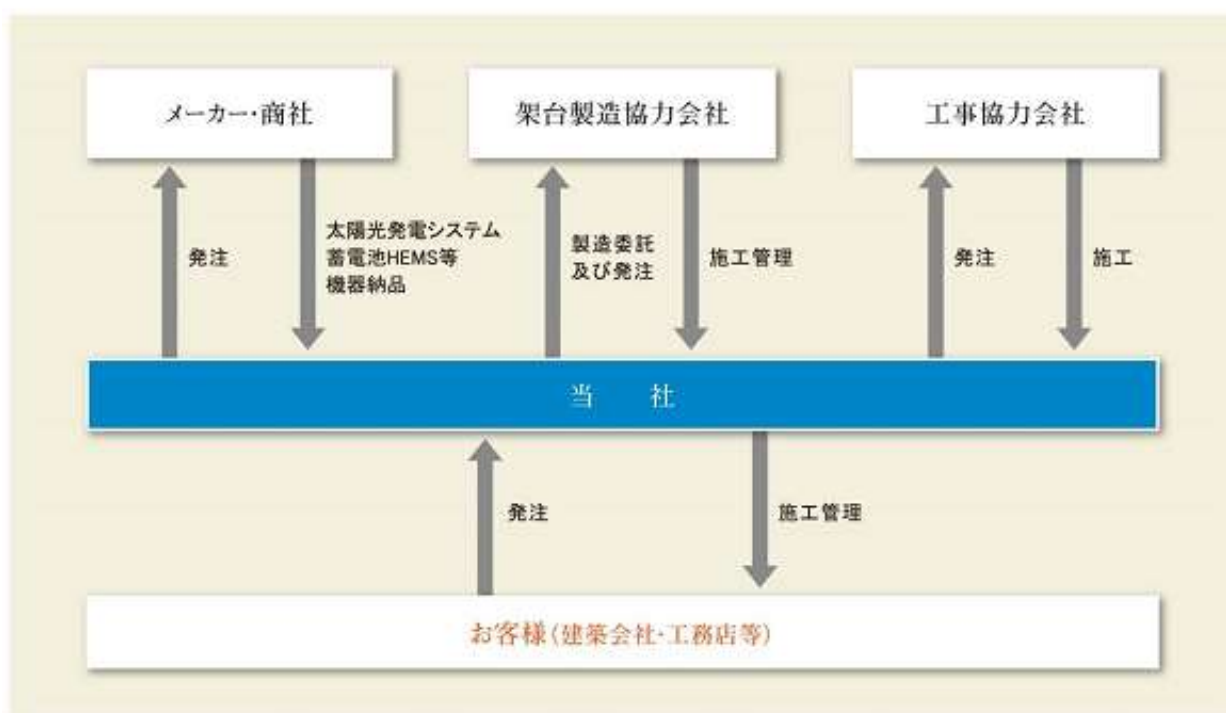 メーカー・商社
架台製造協力会社
工事協力会社
発注
太陽光発電システム
蓄電池HEMS等
機器納品
製造委託
及び発注
施工管理
発注
施工
当　社
発注
施工管理
お客様(建築会社・工務店等)